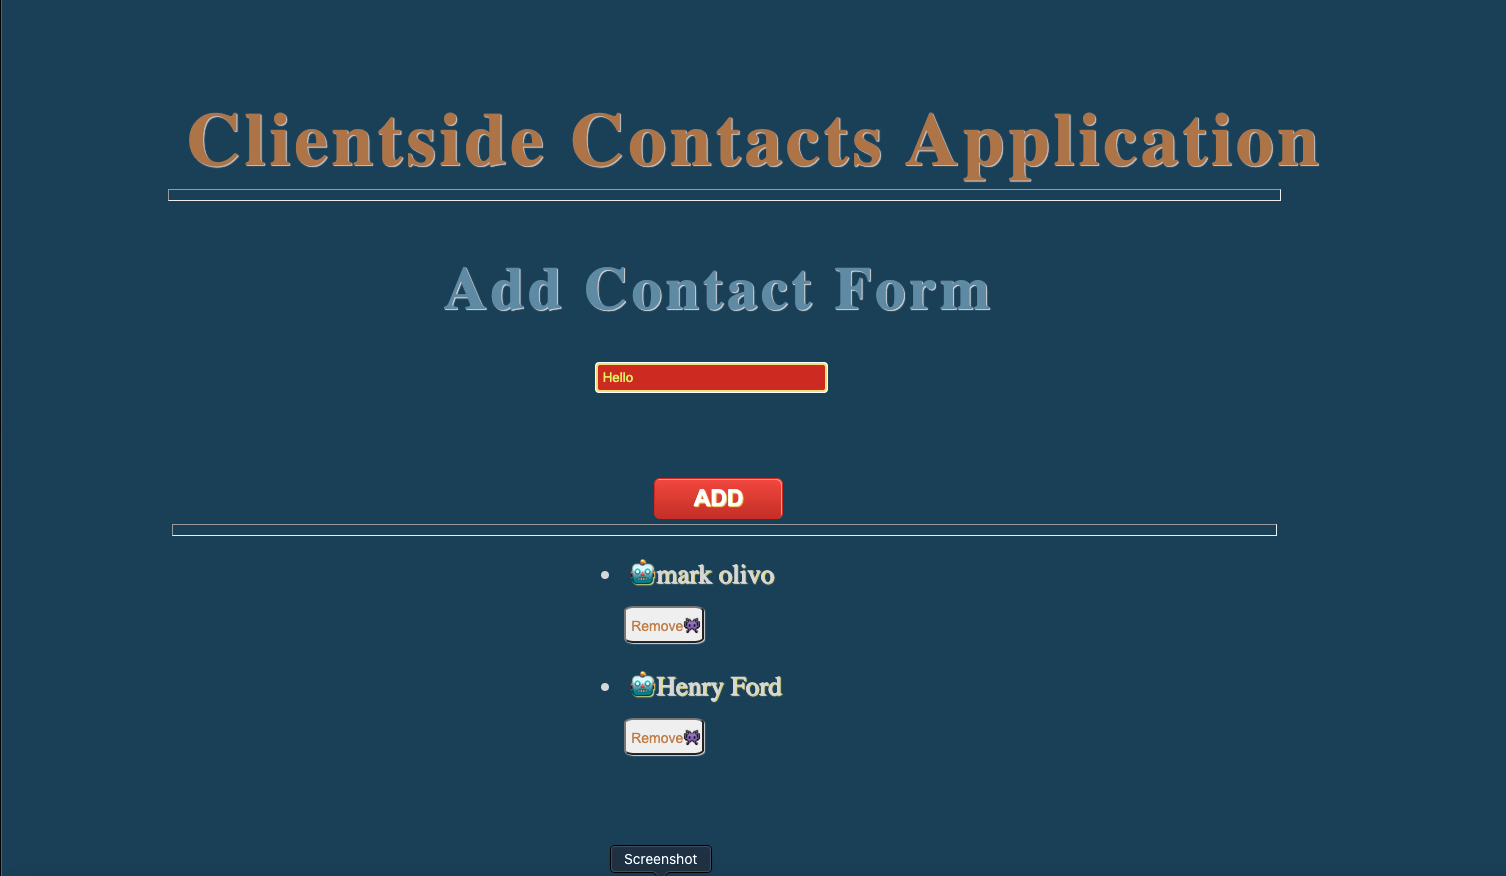 Clientside Contacts Application
Add Contact Form
Hello
ADD
🤖mark olivo
Remove👾
🤖Henry Ford
Remove👾
Screenshot